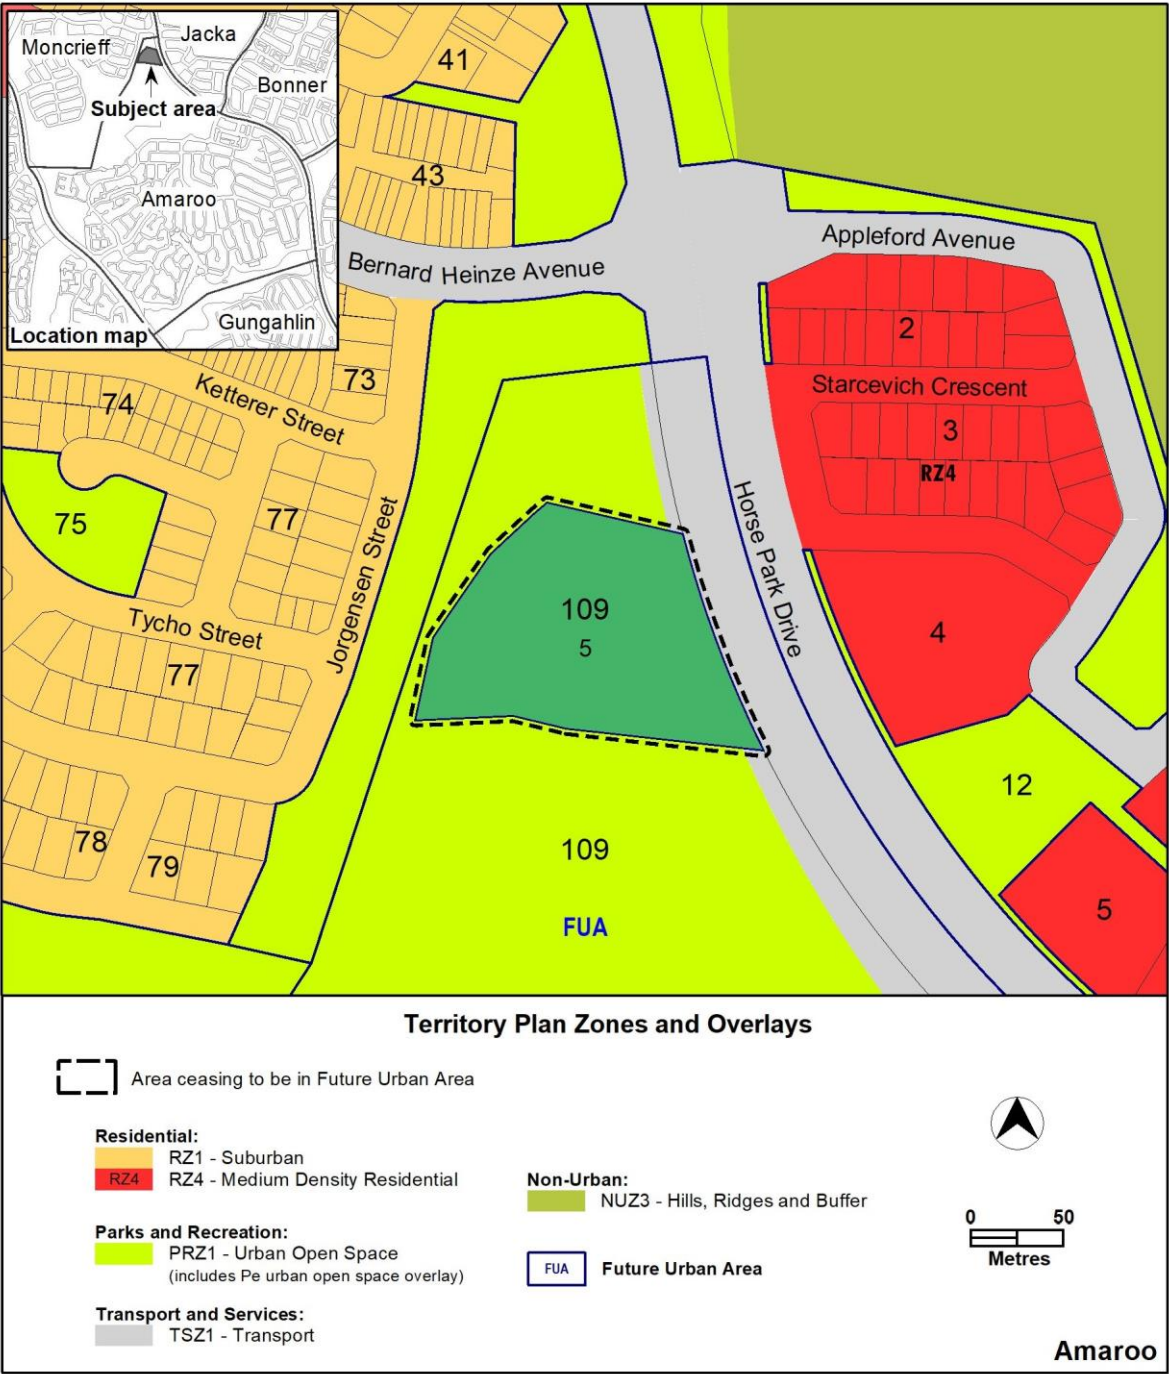 Moncrieff
Jacka
Bonner
Subject area
Amaroo
Gungahlin
Location map
41
43
Bernard Heinze Avenue
Appleford Avenue
2
73
Ketterer Street
74
Starcevich Crescent
3
RZ4
75
77
Jorgensen Street
Horse Park Drive
109
5
Tycho Street
4
77
12
78
79
109
5
FUA
Territory Plan Zones and Overlays
Area ceasing to be in Future Urban Area
Residential:
RZ1 - Suburban
RZ4 RZ4 - Medium Density Residential
Parks and Recreation:
PRZ1 - Urban Open Space
(includes Pe urban open space overlay)
Transport and Services:
TSZ1 - Transport
Non-Urban:
NUZ3 - Hills, Ridges and Buffer
FUA Future Urban Area
0 50
Metres
Amaroo